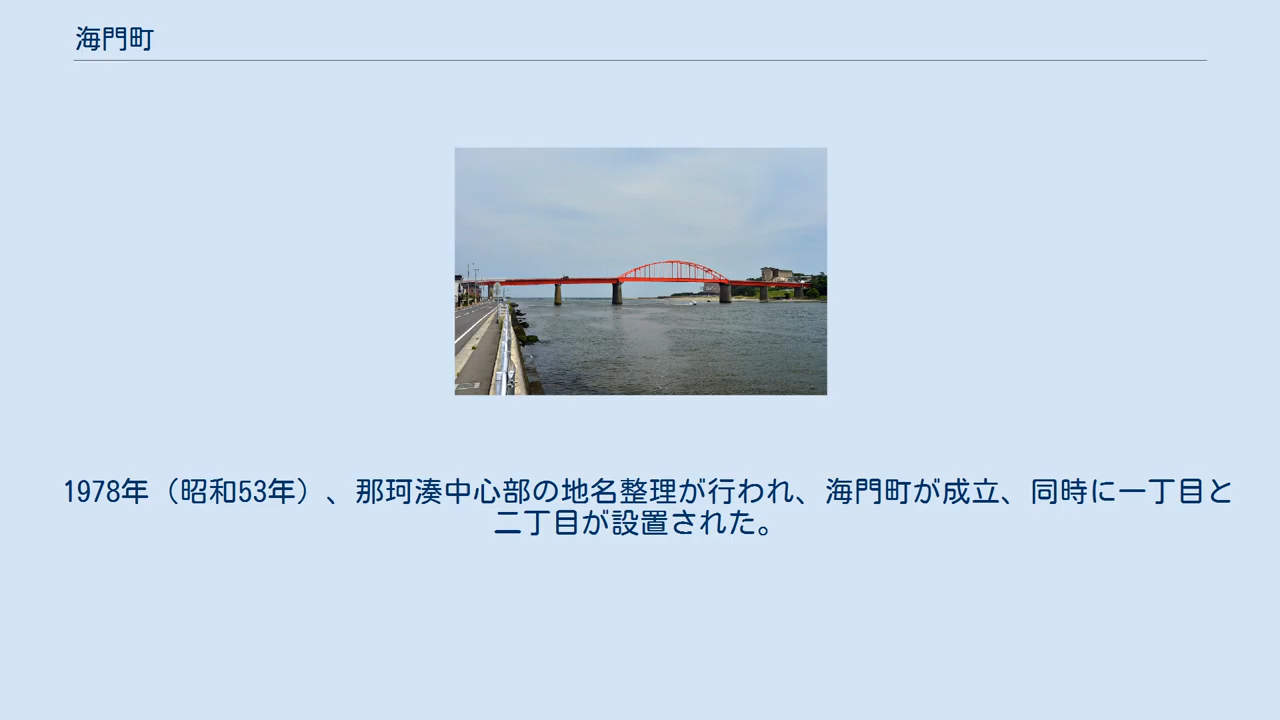 海門町
1978年（昭和53年）、那珂湊中心部の地名整理が行われ、海門町が成立、同時に一丁目と
二丁目が設置された。